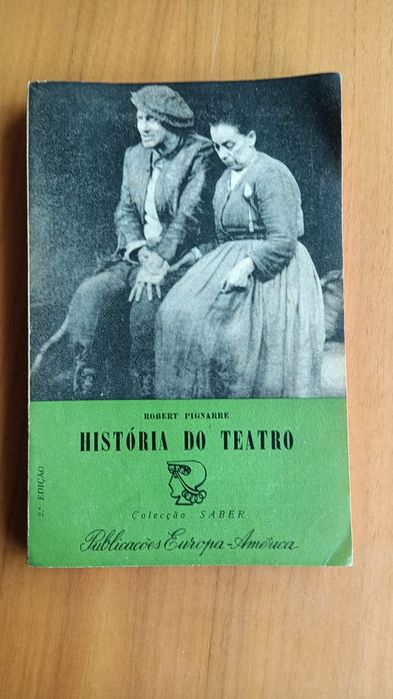 ROBERT PIGNARRE
HISTÓRIA DO TEATRO
2.ª EDIÇÃO
Colecção SABER
Publicações Europa-América